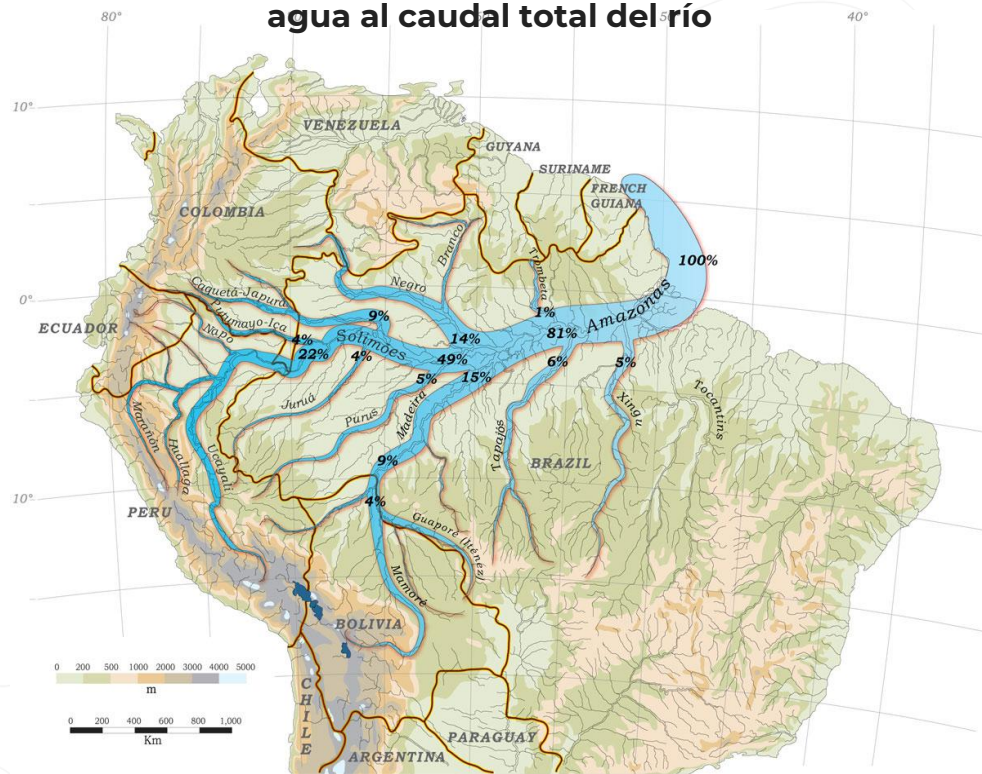 agua al caudal total del río
80°
50°
40°
10°
VENEZUELA
GUYANA
SURINAME
FRENCH
GUIANA
COLOMBIA
Branco
Trombeta
100%
Caquetá-Japurá
Negro
0°
Putumayo-Ica
9%
1%
Amazonas
ECUADOR
Napo
4%
Solimões
14%
81%
22%
4%
49%
6%
5%
5%
15%
Juruá
Purus
Madeira
Xingu
Tocantins
Marañón
Huallaga
Ucayali
Tapajós
9%
BRAZIL
10°
4%
PERU
Guaporé (Iténez)
Mamoré
BOLIVIA
0 200 500 1000 2000 3000 4000 5000
m
CHILE
0 200 400 600 800 1,000
Km
PARAGUAY
ARGENTINA